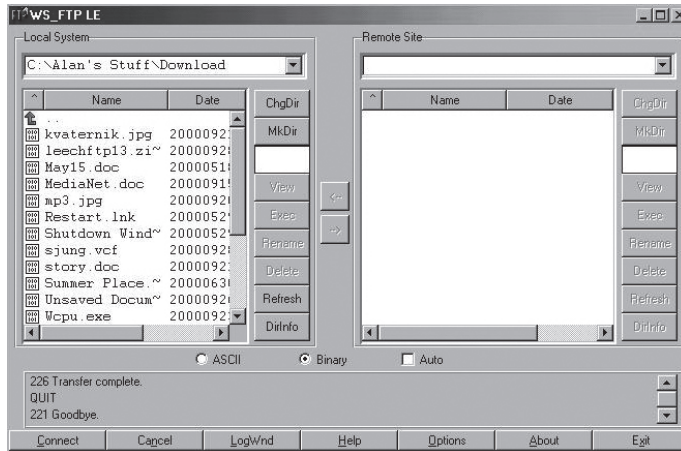 WS_FTP LE
Local System
Remote Site
C:\Alan's Stuff\Download
^ Name Date
ChgDir
MkDir
View
Exec
Rename
Delete
Refresh
DirInfo
..
kvaternik.jpg
leechftp13.zi~
May15.doc
MediaNet.doc
mp3.jpg
Restart.lnk
Shutdown Wind~
sjung.vcf
story.doc
Summer Place.~
Unsaved Docum~
Wcpu.exe
<--
-->
^ Name Date
ChgDir
MkDir
View
Exec
Rename
Delete
Refresh
DirInfo
ASCII Binary Auto
226 Transfer complete.
QUIT
221 Goodbye.
Connect Cancel LogWnd Help Options About Exit